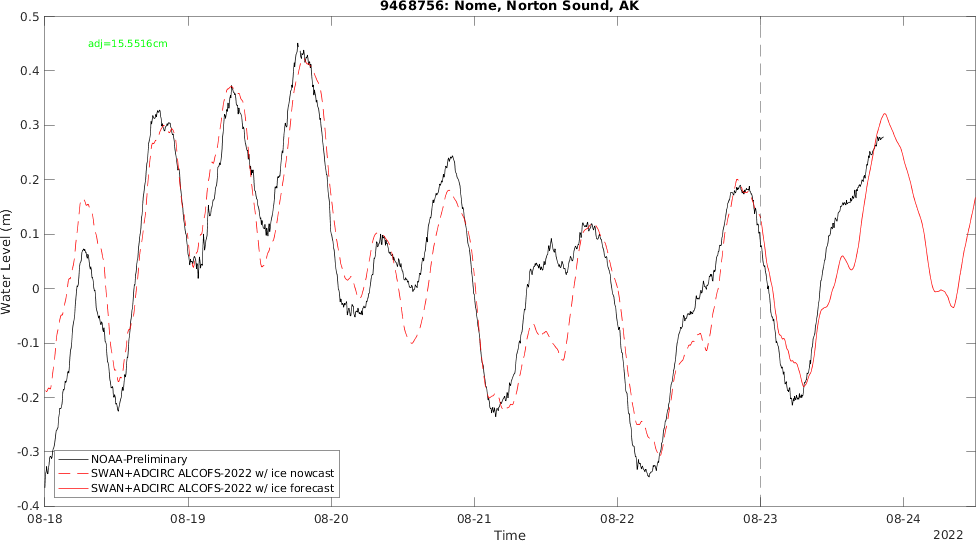 9468756: Nome, Norton Sound, AK
adj=15.5516cm
0.5
0.4
0.3
0.2
0.1
0
-0.1
-0.2
-0.3
-0.4
Water Level (m)
NOAA-Preliminary
SWAN+ADCIRC ALCOFS-2022 w/ ice nowcast
SWAN+ADCIRC ALCOFS-2022 w/ ice forecast
08-18 08-19 08-20 08-21 08-22 08-23 08-24
Time
2022